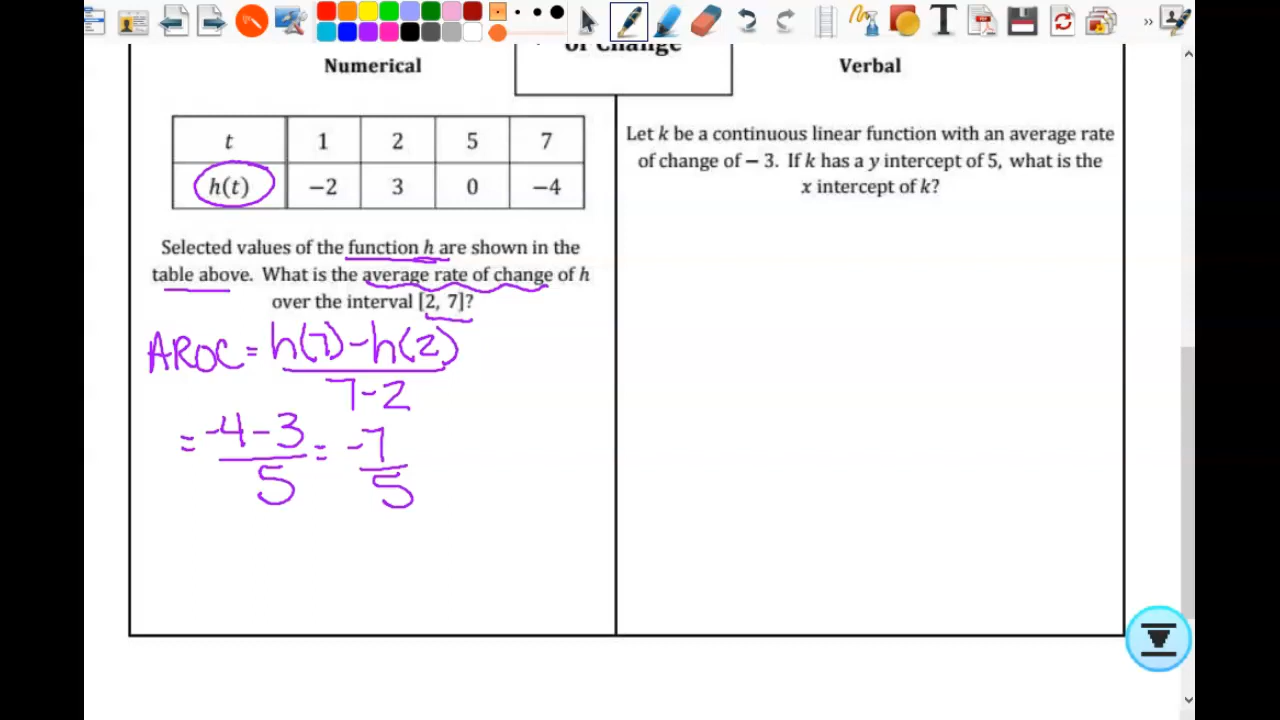 of Change
Numerical
Verbal
t 1 2 5 7
h(t) −2 3 0 −4
Selected values of the function h are shown in the
table above. What is the average rate of change of h
over the interval [2, 7]?
AROC = h(7)-h(2)
7-2
= -4-3 = -7
5 5
Let k be a continuous linear function with an average rate
of change of − 3. If k has a y intercept of 5, what is the
x intercept of k?